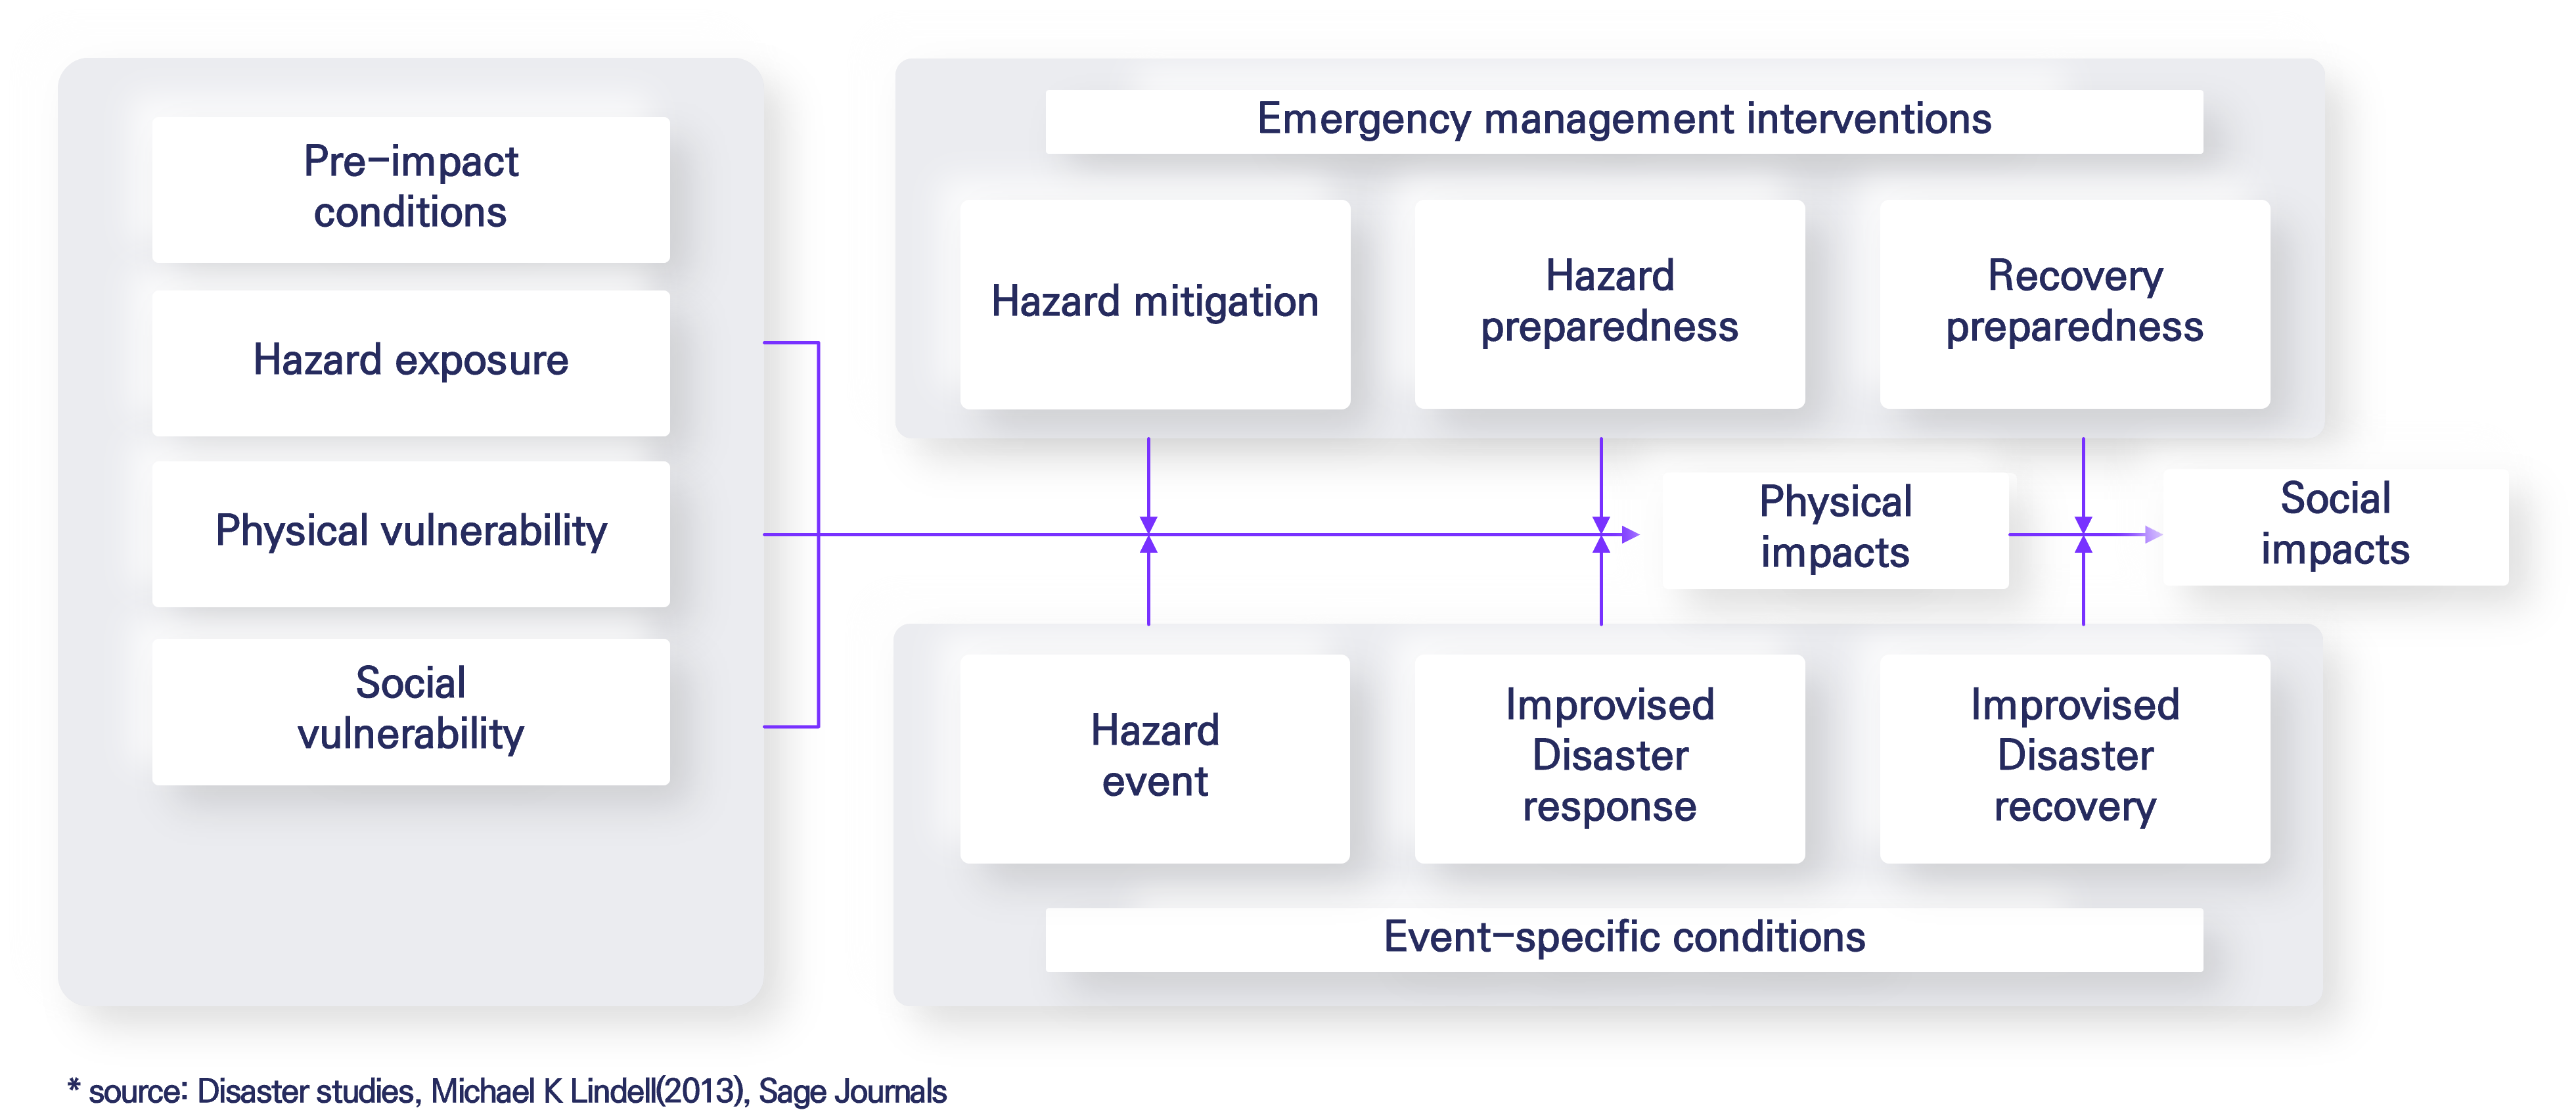 Pre-impact
conditions
Hazard exposure
Physical vulnerability
Social
vulnerability
Emergency management interventions
Hazard mitigation
Hazard
preparedness
Recovery
preparedness
Physical
impacts
Social
impacts
Hazard
event
Improvised
Disaster
response
Improvised
Disaster
recovery
Event-specific conditions
* source: Disaster studies, Michael K Lindell(2013), Sage Journals